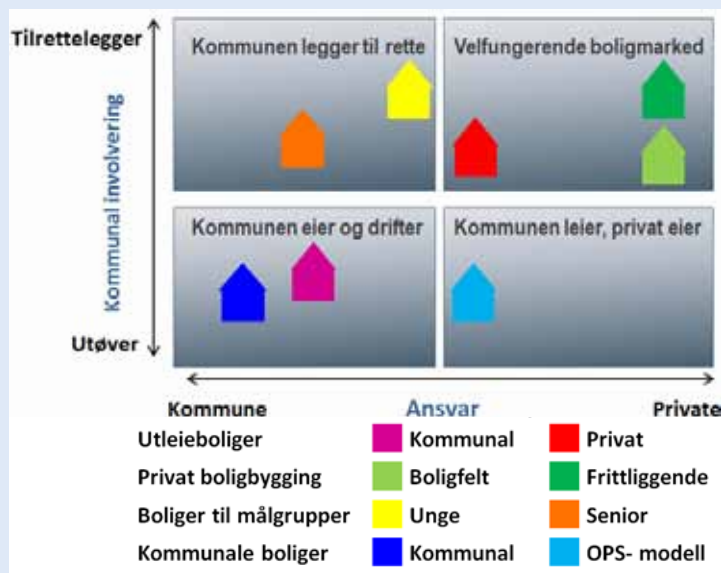 Tilrettelegger
Kommunen legger til rette
Velfungerende boligmarked
Kommunal involvering
Kommunen eier og drifter
Kommunen leier, privat eier
Utøver
Kommune Ansvar Private
Utleieboliger Kommunal Privat
Privat boligbygging Boligfelt Frittliggende
Boliger til målgrupper Unge Senior
Kommunale boliger Kommunal OPS- modell